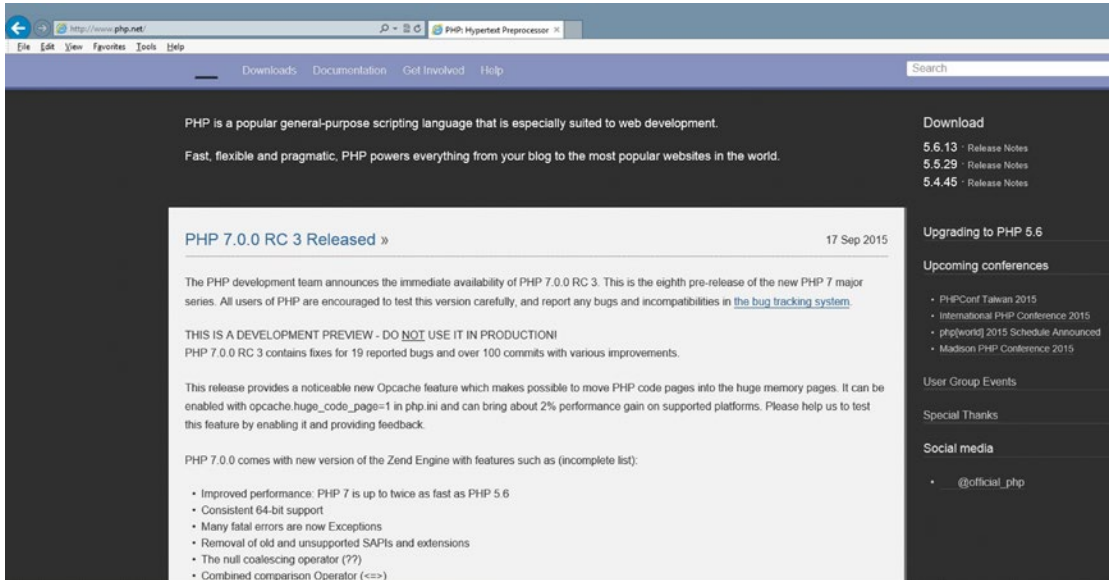 http://www.php.net/
PHP: Hypertext Preprocessor
File Edit View Favorites Tools Help
Downloads Documentation Get Involved Help
Search
PHP is a popular general-purpose scripting language that is especially suited to web development.
Fast, flexible and pragmatic, PHP powers everything from your blog to the most popular websites in the world.
PHP 7.0.0 RC 3 Released »
17 Sep 2015
The PHP development team announces the immediate availability of PHP 7.0.0 RC 3. This is the eighth pre-release of the new PHP 7 major
series. All users of PHP are encouraged to test this version carefully, and report any bugs and incompatibilities in the bug tracking system.
THIS IS A DEVELOPMENT PREVIEW - DO NOT USE IT IN PRODUCTION!
PHP 7.0.0 RC 3 contains fixes for 19 reported bugs and over 100 commits with various improvements.
This release provides a noticeable new Opcache feature which makes possible to move PHP code pages into the huge memory pages. It can be
enabled with opcache.huge_code_page=1 in php.ini and can bring about 2% performance gain on supported platforms. Please help us to test
this feature by enabling it and providing feedback.
PHP 7.0.0 comes with new version of the Zend Engine with features such as (incomplete list):
• Improved performance: PHP 7 is up to twice as fast as PHP 5.6
• Consistent 64-bit support
• Many fatal errors are now Exceptions
• Removal of old and unsupported SAPIs and extensions
• The null coalescing operator (??)
• Combined comparison Operator (<=>)
Download
5.6.13 · Release Notes
5.5.29 · Release Notes
5.4.45 · Release Notes
Upgrading to PHP 5.6
Upcoming conferences
• PHPConf Taiwan 2015
• International PHP Conference 2015
• php[world] 2015 Schedule Announced
• Madison PHP Conference 2015
User Group Events
Special Thanks
Social media
• @official_php